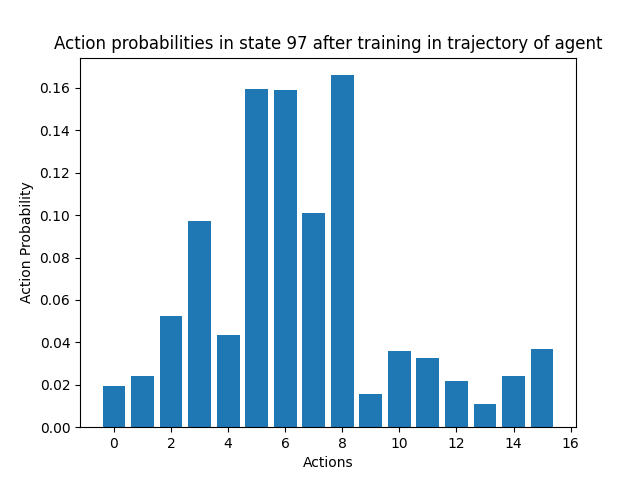 Action probabilities in state 97 after training in trajectory of agent
0.16
0.14
0.12
0.10
0.08
0.06
0.04
0.02
0.00
Action Probability
0 2 4 6 8 10 12 14 16
Actions